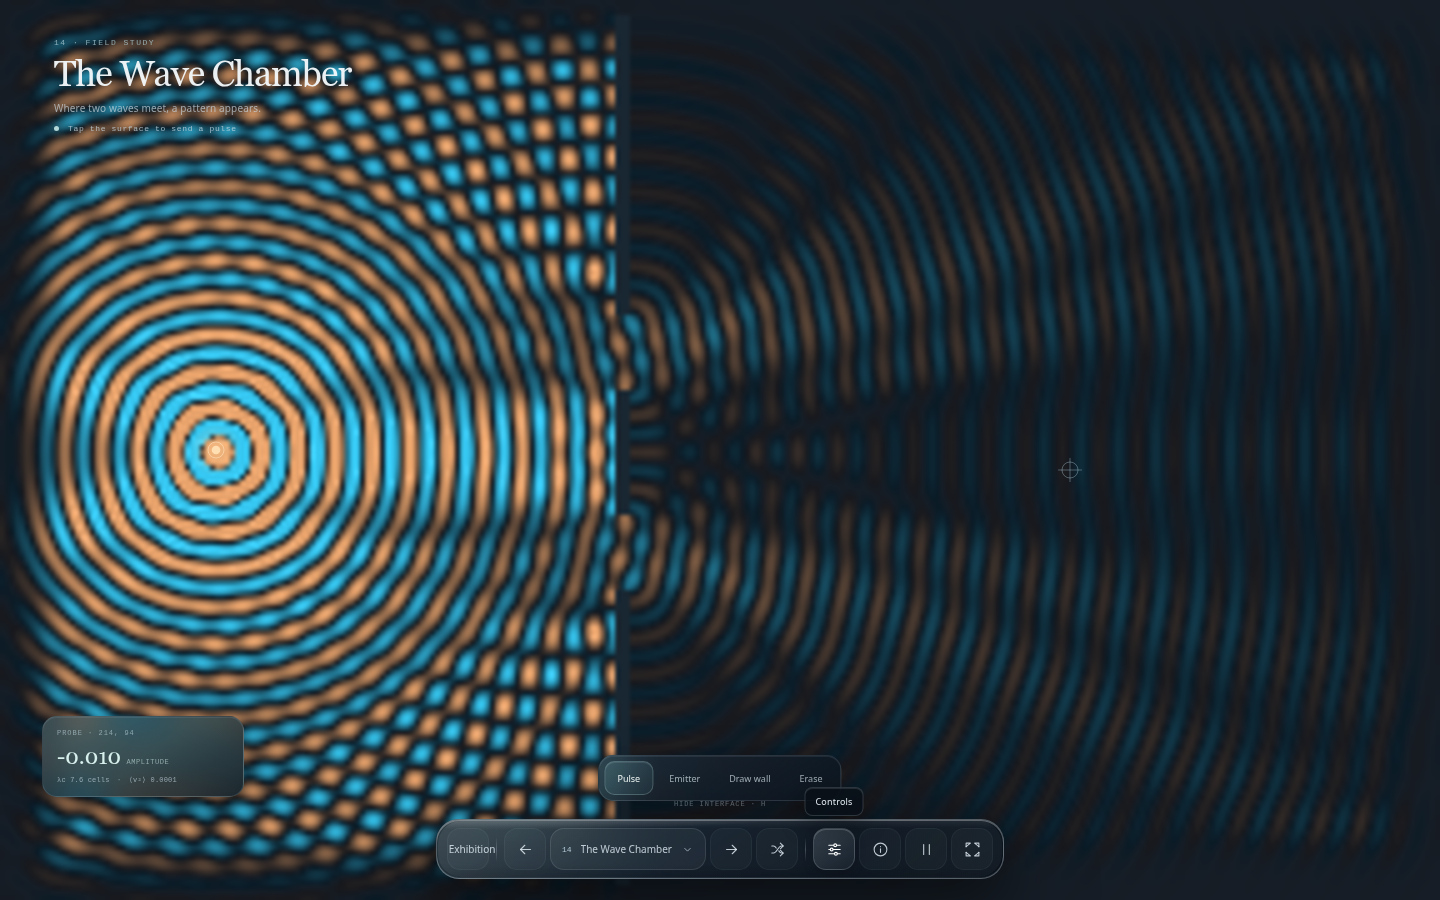 14 · FIELD STUDY
The Wave Chamber
Where two waves meet, a pattern appears.
Tap the surface to send a pulse
PROBE · 214, 94
-0.010 AMPLITUDE
λc 7.6 cells · ⟨v²⟩ 0.0001
Pulse Emitter Draw wall Erase
HIDE INTERFACE · H
Controls
Exhibition
14 The Wave Chamber